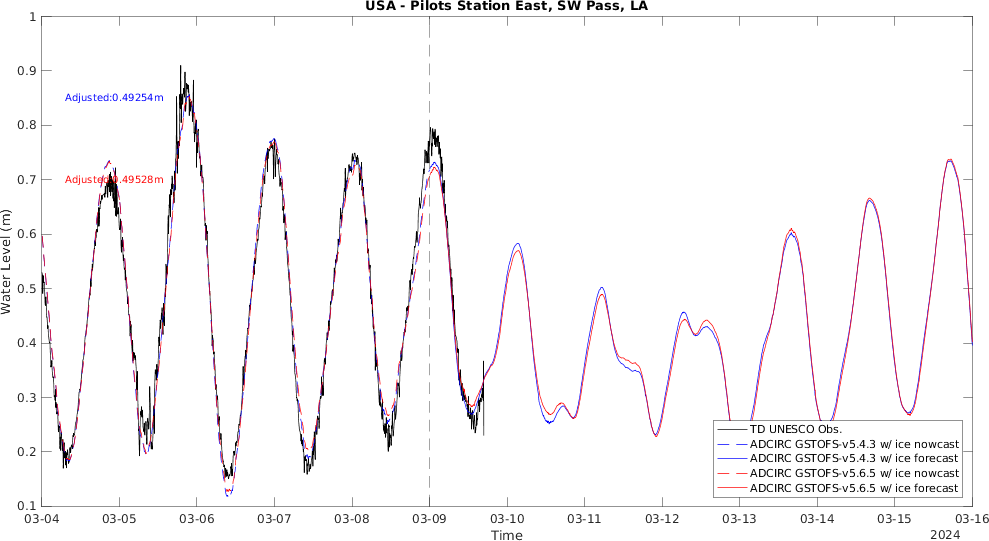 USA - Pilots Station East, SW Pass, LA
1
0.9
0.8
0.7
0.6
0.5
0.4
0.3
0.2
0.1
Water Level (m)
Adjusted:0.49254m
Adjusted:0.49528m
TD UNESCO Obs.
ADCIRC GSTOFS-v5.4.3 w/ ice nowcast
ADCIRC GSTOFS-v5.4.3 w/ ice forecast
ADCIRC GSTOFS-v5.6.5 w/ ice nowcast
ADCIRC GSTOFS-v5.6.5 w/ ice forecast
03-04 03-05 03-06 03-07 03-08 03-09 03-10 03-11 03-12 03-13 03-14 03-15 03-16
Time
2024